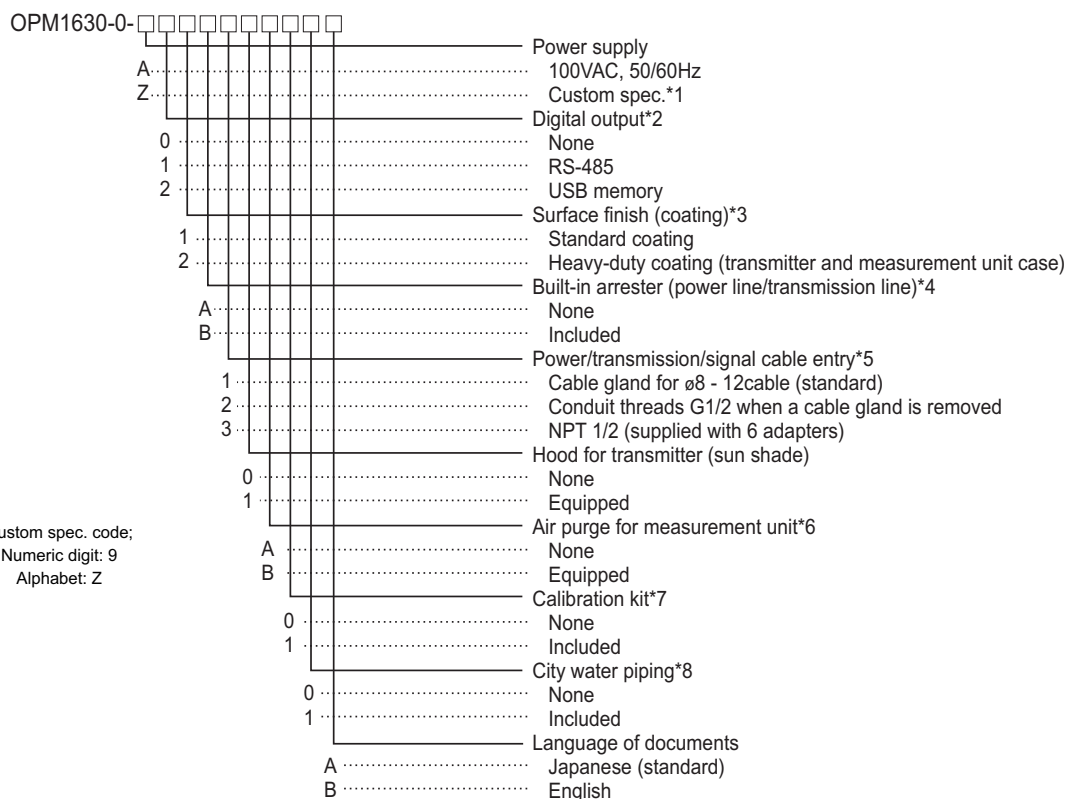 OPM1630-0-□□□□□□□□□□
Power supply
A 100VAC, 50/60Hz
Z Custom spec.*1
Digital output*2
0 None
1 RS-485
2 USB memory
Surface finish (coating)*3
1 Standard coating
2 Heavy-duty coating (transmitter and measurement unit case)
Built-in arrester (power line/transmission line)*4
A None
B Included
Power/transmission/signal cable entry*5
1 Cable gland for ø8 - 12cable (standard)
2 Conduit threads G1/2 when a cable gland is removed
3 NPT 1/2 (supplied with 6 adapters)
Hood for transmitter (sun shade)
0 None
1 Equipped
ustom spec. code;
Numeric digit: 9
Alphabet: Z
Air purge for measurement unit*6
A None
B Equipped
Calibration kit*7
0 None
1 Included
City water piping*8
0 None
1 Included
Language of documents
A Japanese (standard)
B English